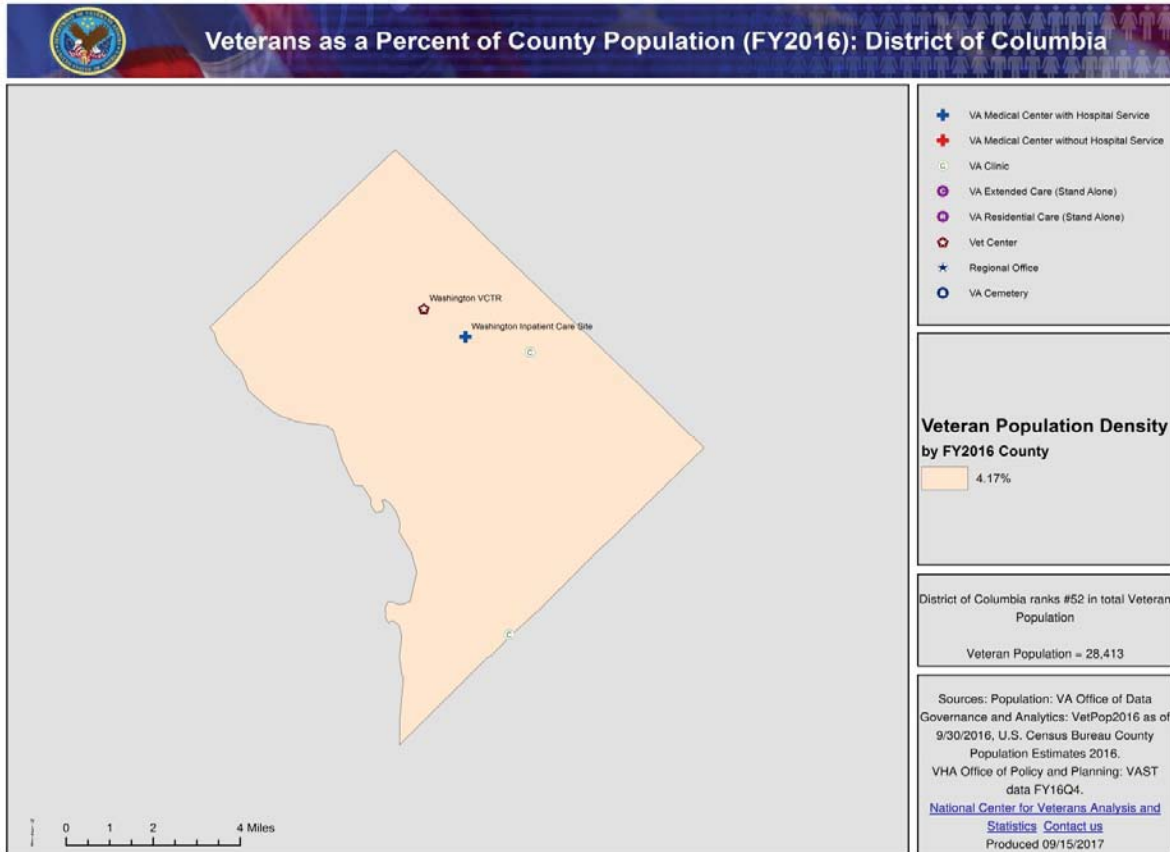 Veterans as a Percent of County Population (FY2016): District of Columbia
Washington VCTR
Washington Inpatient Care Site
C
C
0 1 2 4 Miles
VA Medical Center with Hospital Service
VA Medical Center without Hospital Service
C VA Clinic
VA Extended Care (Stand Alone)
VA Residential Care (Stand Alone)
Vet Center
Regional Office
VA Cemetery
Veteran Population Density
by FY2016 County
4.17%
District of Columbia ranks #52 in total Veteran
Population
Veteran Population = 28,413
Sources: Population: VA Office of Data
Governance and Analytics: VetPop2016 as of
9/30/2016, U.S. Census Bureau County
Population Estimates 2016.
VHA Office of Policy and Planning: VAST
data FY16Q4.
National Center for Veterans Analysis and
Statistics Contact us
Produced 09/15/2017